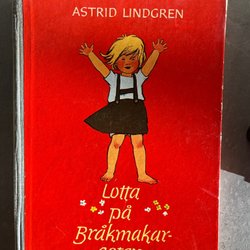 ASTRID LINDGREN
Lotta
på
Bråkmakar-